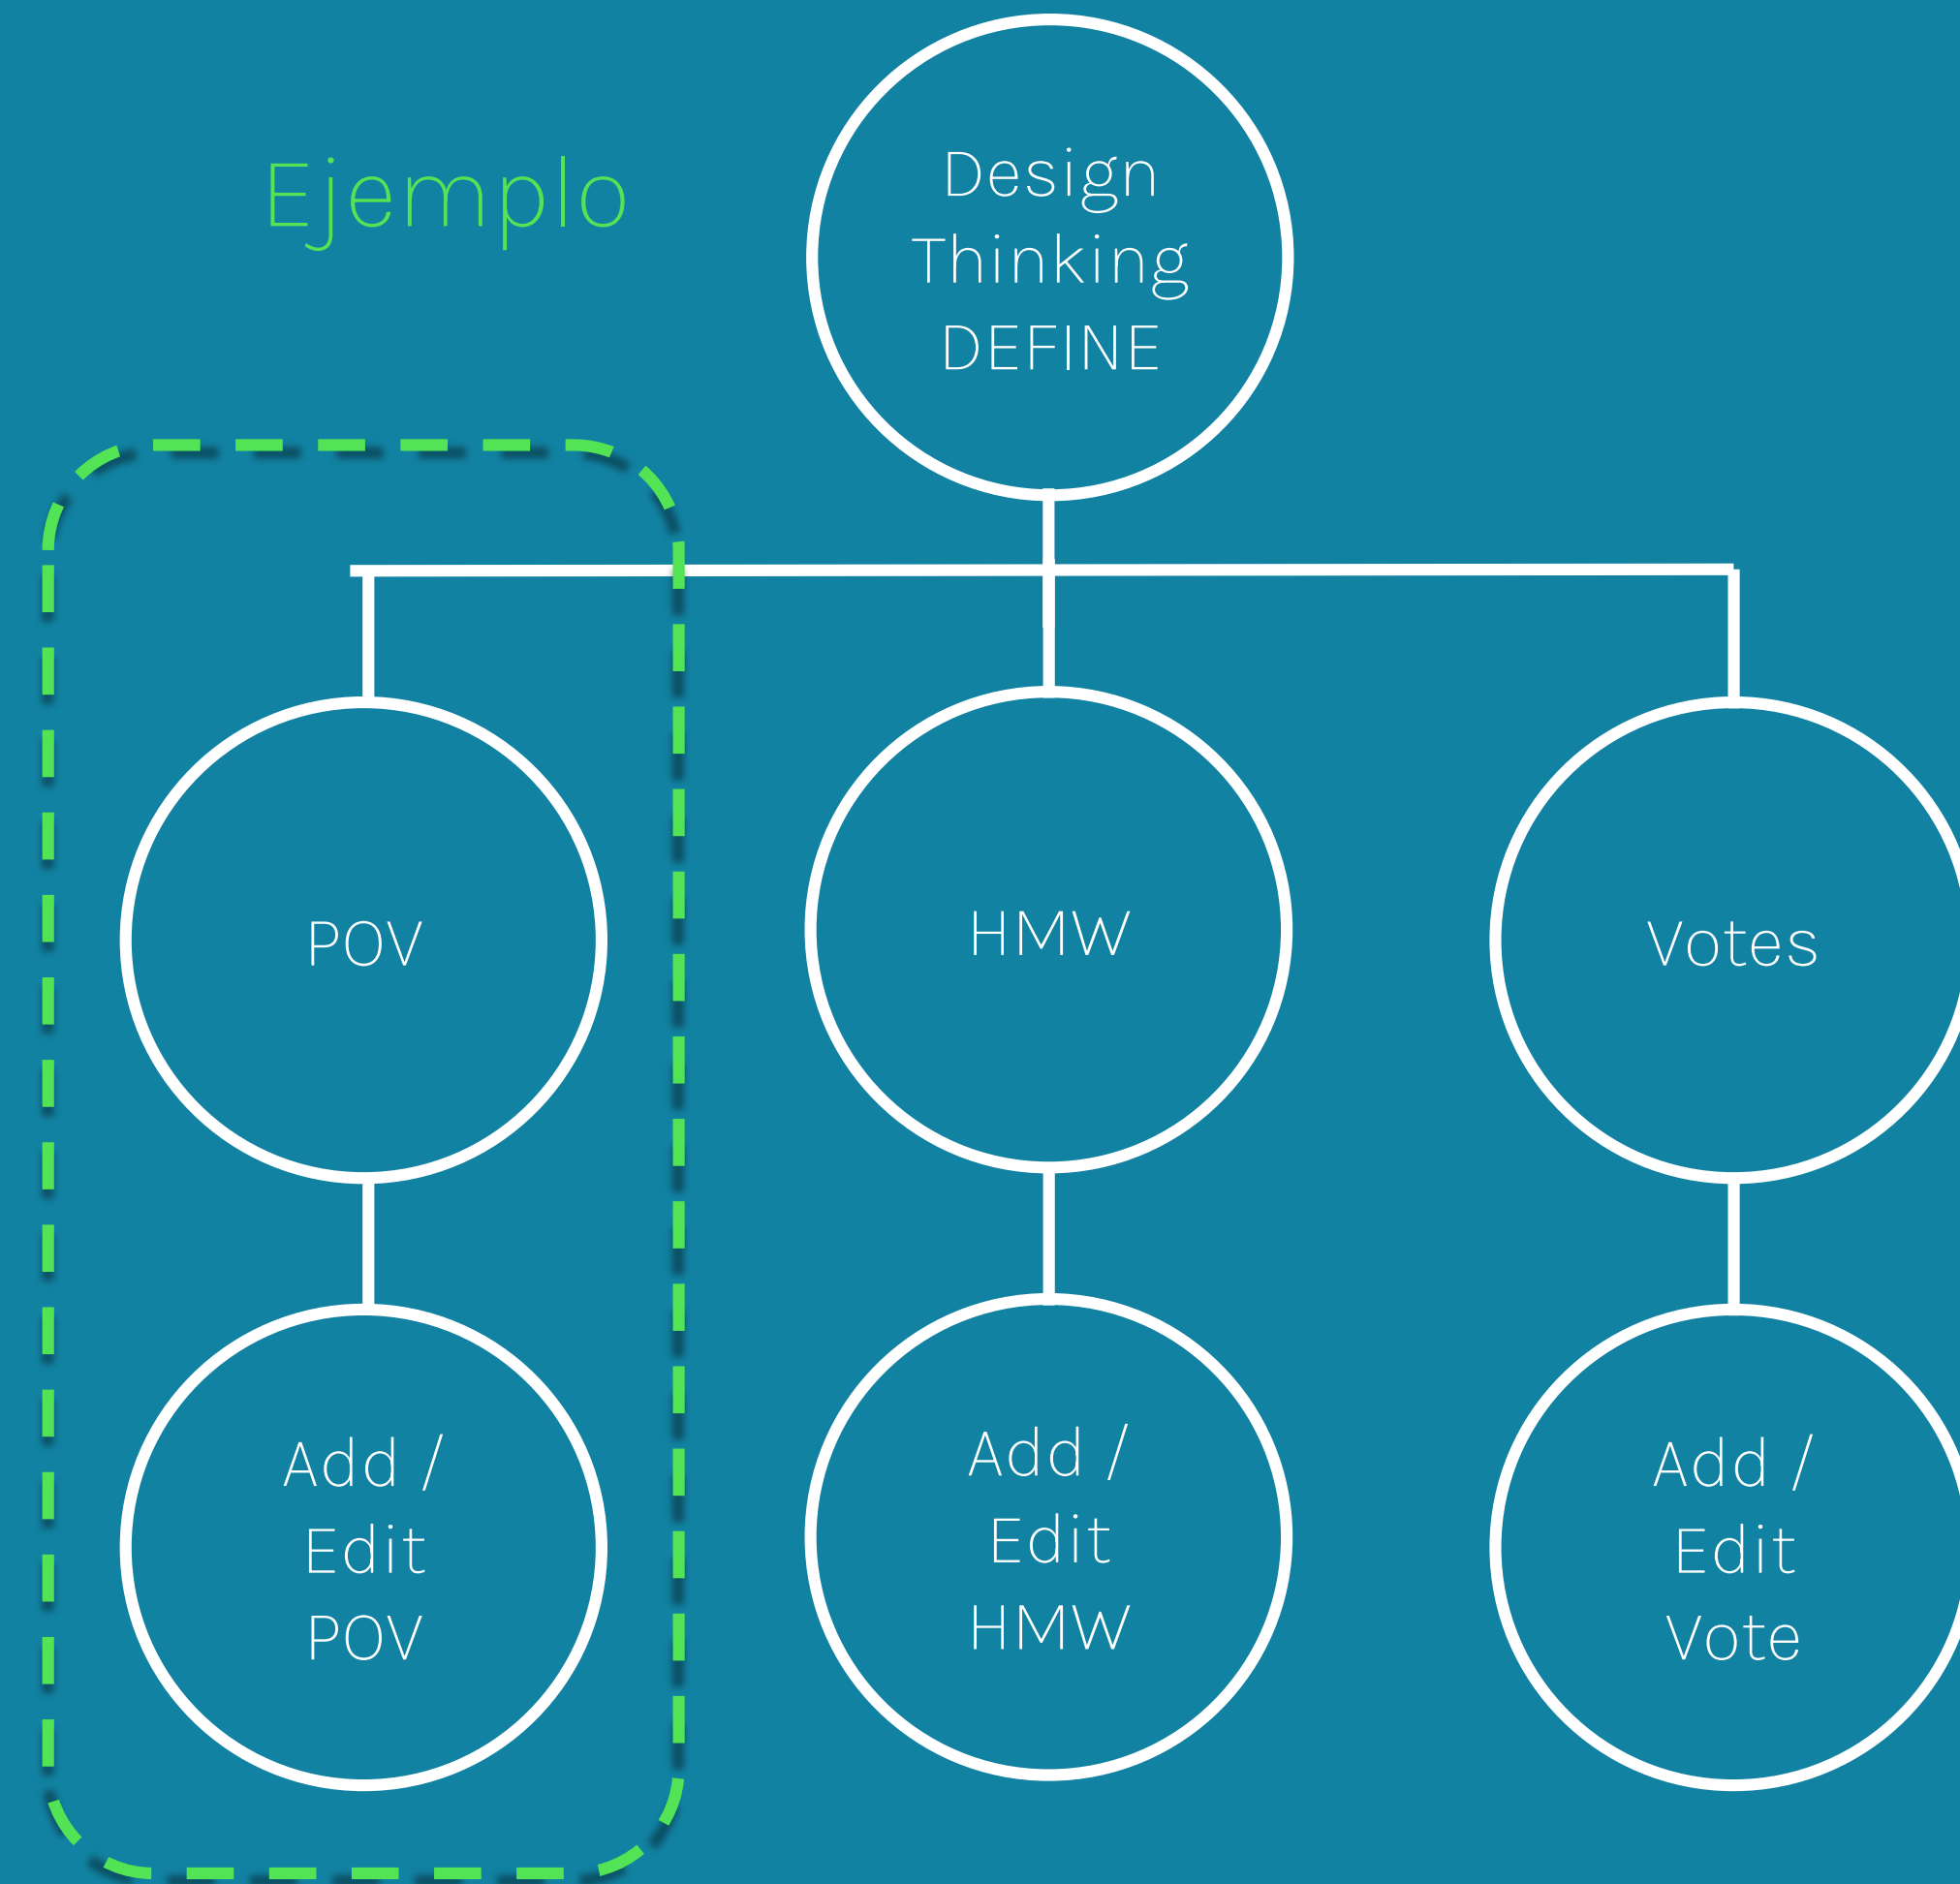 Ejemplo
Design
Thinking
DEFINE
POV
HMW
Votes
Add /
Edit
POV
Add /
Edit
HMW
Add /
Edit
Vote